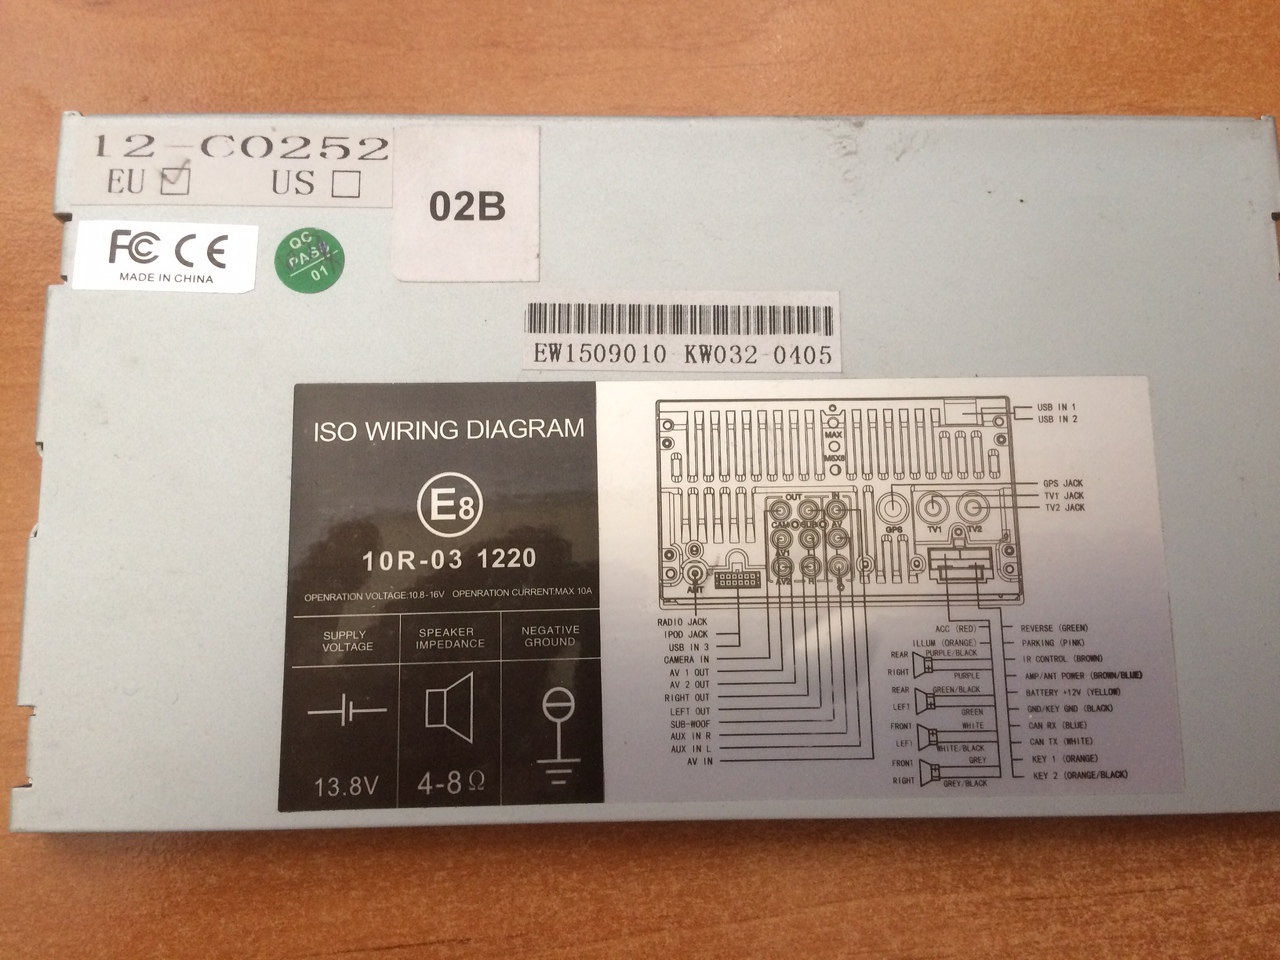 12-C0252
EU US
02B
FC CE
MADE IN CHINA
QC
PASS
01
EW1509010 KW032 0405
ISO WIRING DIAGRAM
E8
10R-03 1220
OPENRATION VOLTAGE:10.8-16V OPENRATION CURRENT:MAX 10A
SUPPLY VOLTAGE
SPEAKER IMPEDANCE
NEGATIVE GROUND
13.8V
4-8Ω
USB IN 1
USB IN 2
MAX
M5X8
GPS JACK
TV1 JACK
TV2 JACK
OUT
IN
CAM
SUB
AV
AV1
AV2
R
GPS
TV1
TV2
ANT
RADIO JACK
IPOD JACK
USB IN 3
CAMERA IN
AV 1 OUT
AV 2 OUT
RIGHT OUT
LEFT OUT
SUB-WOOF
AUX IN R
AUX IN L
AV IN
ACC (RED)
ILLUM (ORANGE)
REAR RIGHT
PURPLE/BLACK
PURPLE
REAR LEFT
GREEN/BLACK
GREEN
FRONT LEFT
WHITE
WHITE/BLACK
FRONT RIGHT
GREY
GREY/BLACK
REVERSE (GREEN)
PARKING (PINK)
IR CONTROL (BROWN)
AMP/ANT POWER (BROWN/BLUE)
BATTERY +12V (YELLOW)
GND/KEY GND (BLACK)
CAN RX (BLUE)
CAN TX (WHITE)
KEY 1 (ORANGE)
KEY 2 (ORANGE/BLACK)